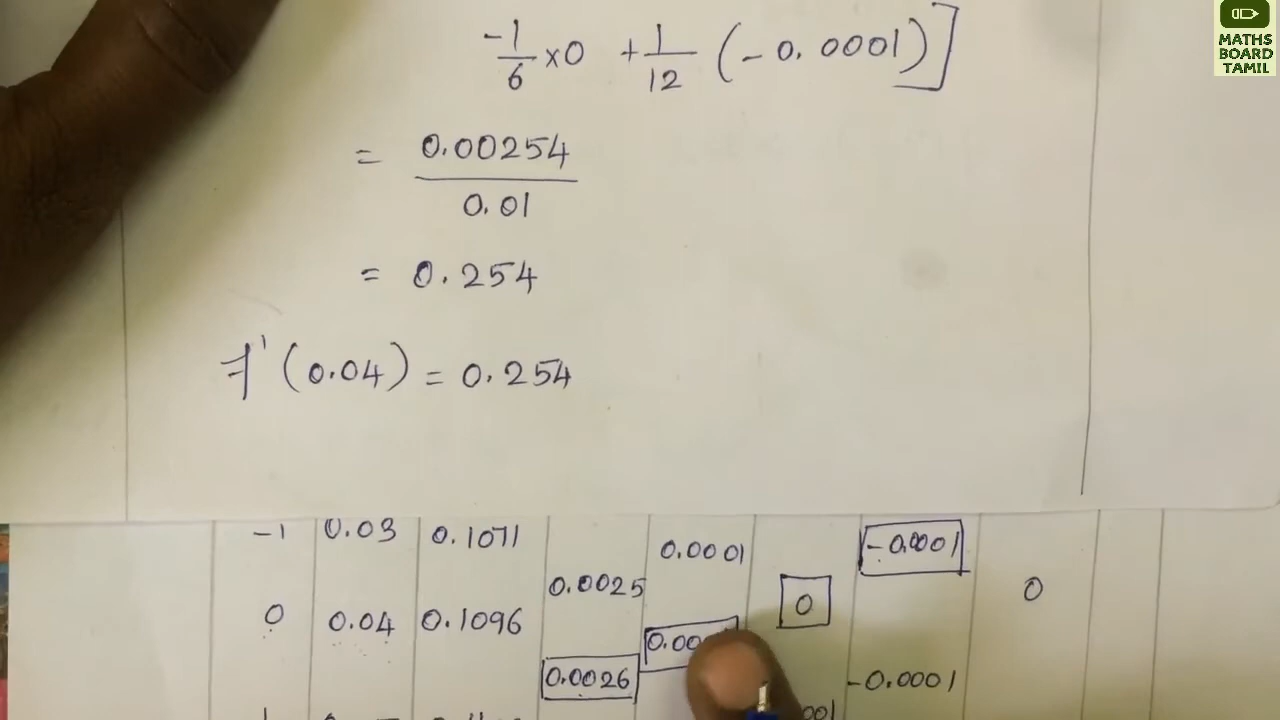 -1/6 ×0 + 1/12 (-0.0001)]
= 0.00254
0.01
= 0.254
f'(0.04) = 0.254
MATHS
BOARD
TAMIL
-1 0.03 0.1071 0.0001 -0.0001
0.0025 0 0
0 0.04 0.1096
0.0026 -0.0001